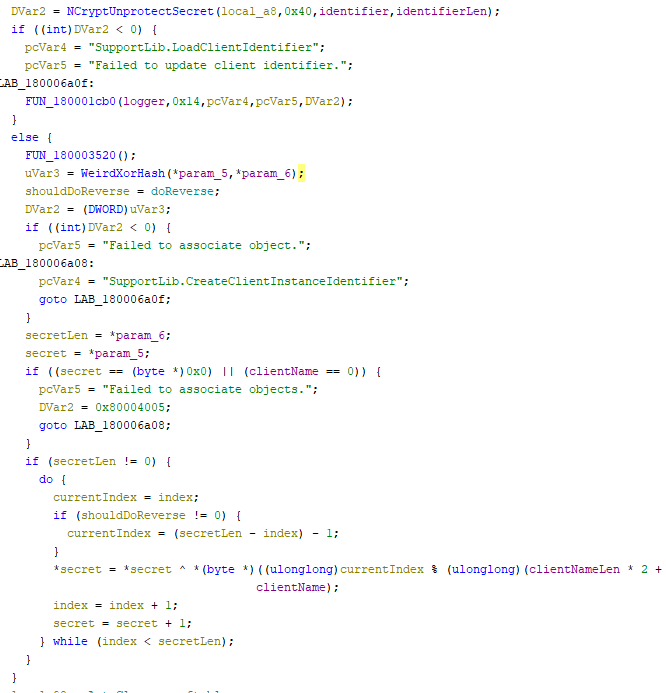 DVar2 = NCryptUnprotectSecret(local_a8,0x40,identifier,identifierLen);
if ((int)DVar2 < 0) {
pcVar4 = "SupportLib.LoadClientIdentifier";
pcVar5 = "Failed to update client identifier.";
LAB_180006a0f:
FUN_180001cb0(logger,0x14,pcVar4,pcVar5,DVar2);
}
else {
FUN_180003520();
uVar3 = WeirdXorHash(*param_5,*param_6);
shouldDoReverse = doReverse;
DVar2 = (DWORD)uVar3;
if ((int)DVar2 < 0) {
pcVar5 = "Failed to associate object.";
LAB_180006a08:
pcVar4 = "SupportLib.CreateClientInstanceIdentifier";
goto LAB_180006a0f;
}
secretLen = *param_6;
secret = *param_5;
if ((secret == (byte *)0x0) || (clientName == 0)) {
pcVar5 = "Failed to associate objects.";
DVar2 = 0x80004005;
goto LAB_180006a08;
}
if (secretLen != 0) {
do {
currentIndex = index;
if (shouldDoReverse != 0) {
currentIndex = (secretLen - index) - 1;
}
*secret = *secret ^ *(byte *)((ulonglong)currentIndex % (ulonglong)(clientNameLen * 2 +
clientName);
index = index + 1;
secret = secret + 1;
} while (index < secretLen);
}
}